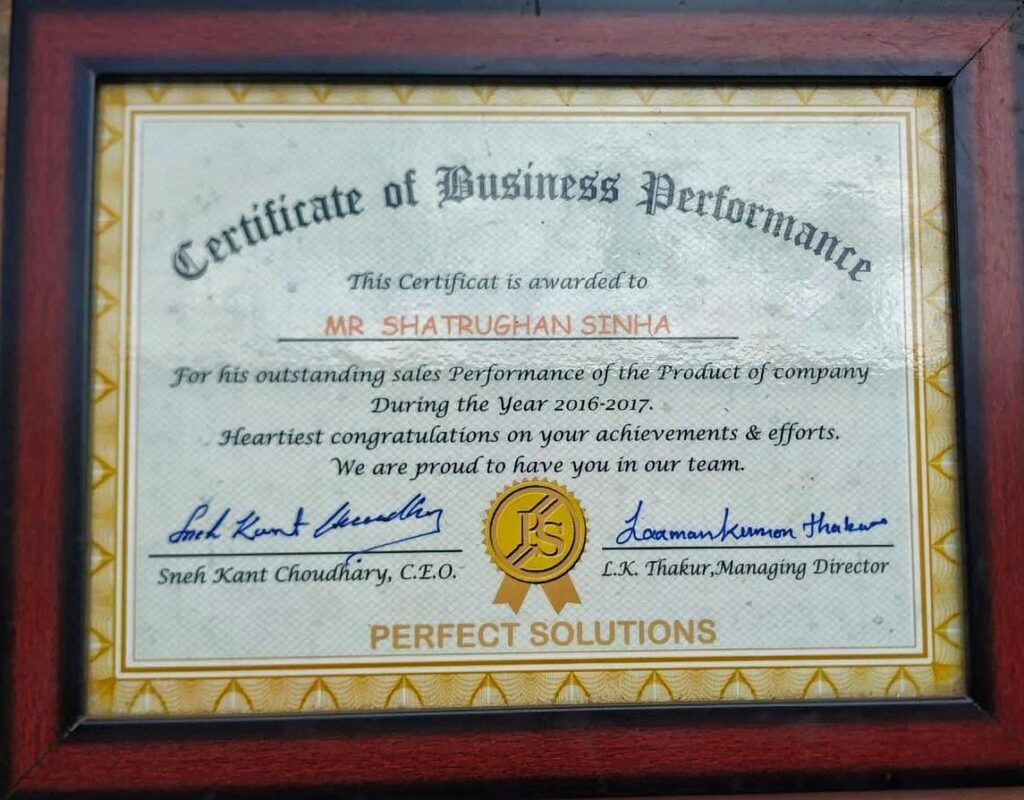 Certificate of Business Performance
This Certificat is awarded to
MR SHATRUGHAN SINHA
For his outstanding sales Performance of the Product of company
During the Year 2016-2017.
Heartiest congratulations on your achievements & efforts.
We are proud to have you in our team.
Sneh Kant Choudhry
Laxman Kumar Thakur
PS
Sneh Kant Choudhary, C.E.O.
L.K. Thakur,Managing Director
PERFECT SOLUTIONS